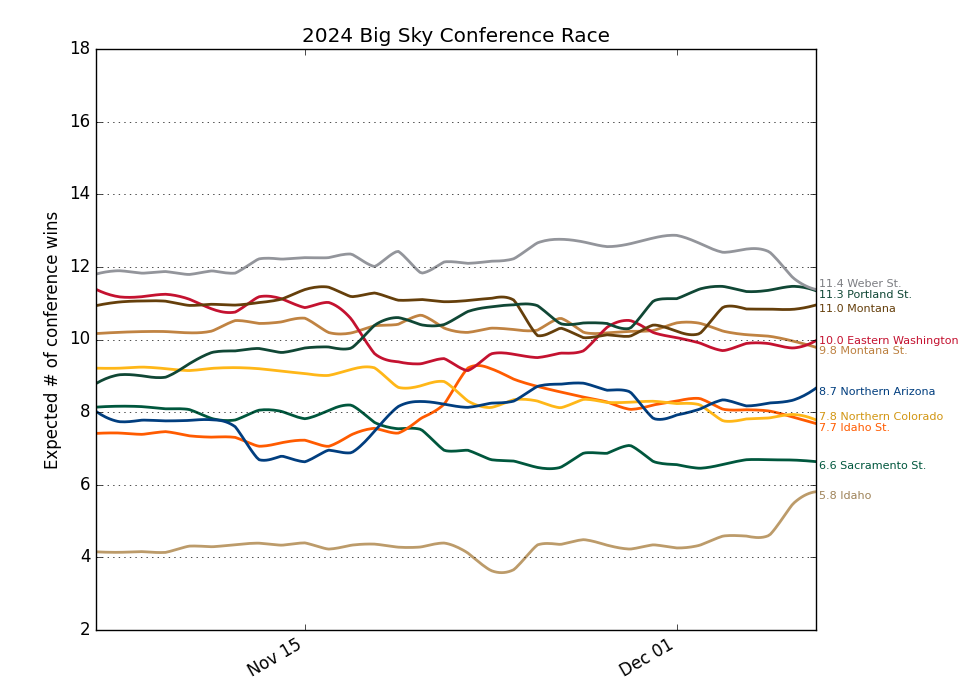 2024 Big Sky Conference Race
Expected # of conference wins
18
16
14
12
10
8
6
4
2
Nov 15
Dec 01
11.4 Weber St.
11.3 Portland St.
11.0 Montana
10.0 Eastern Washington
9.8 Montana St.
8.7 Northern Arizona
7.8 Northern Colorado
7.7 Idaho St.
6.6 Sacramento St.
5.8 Idaho